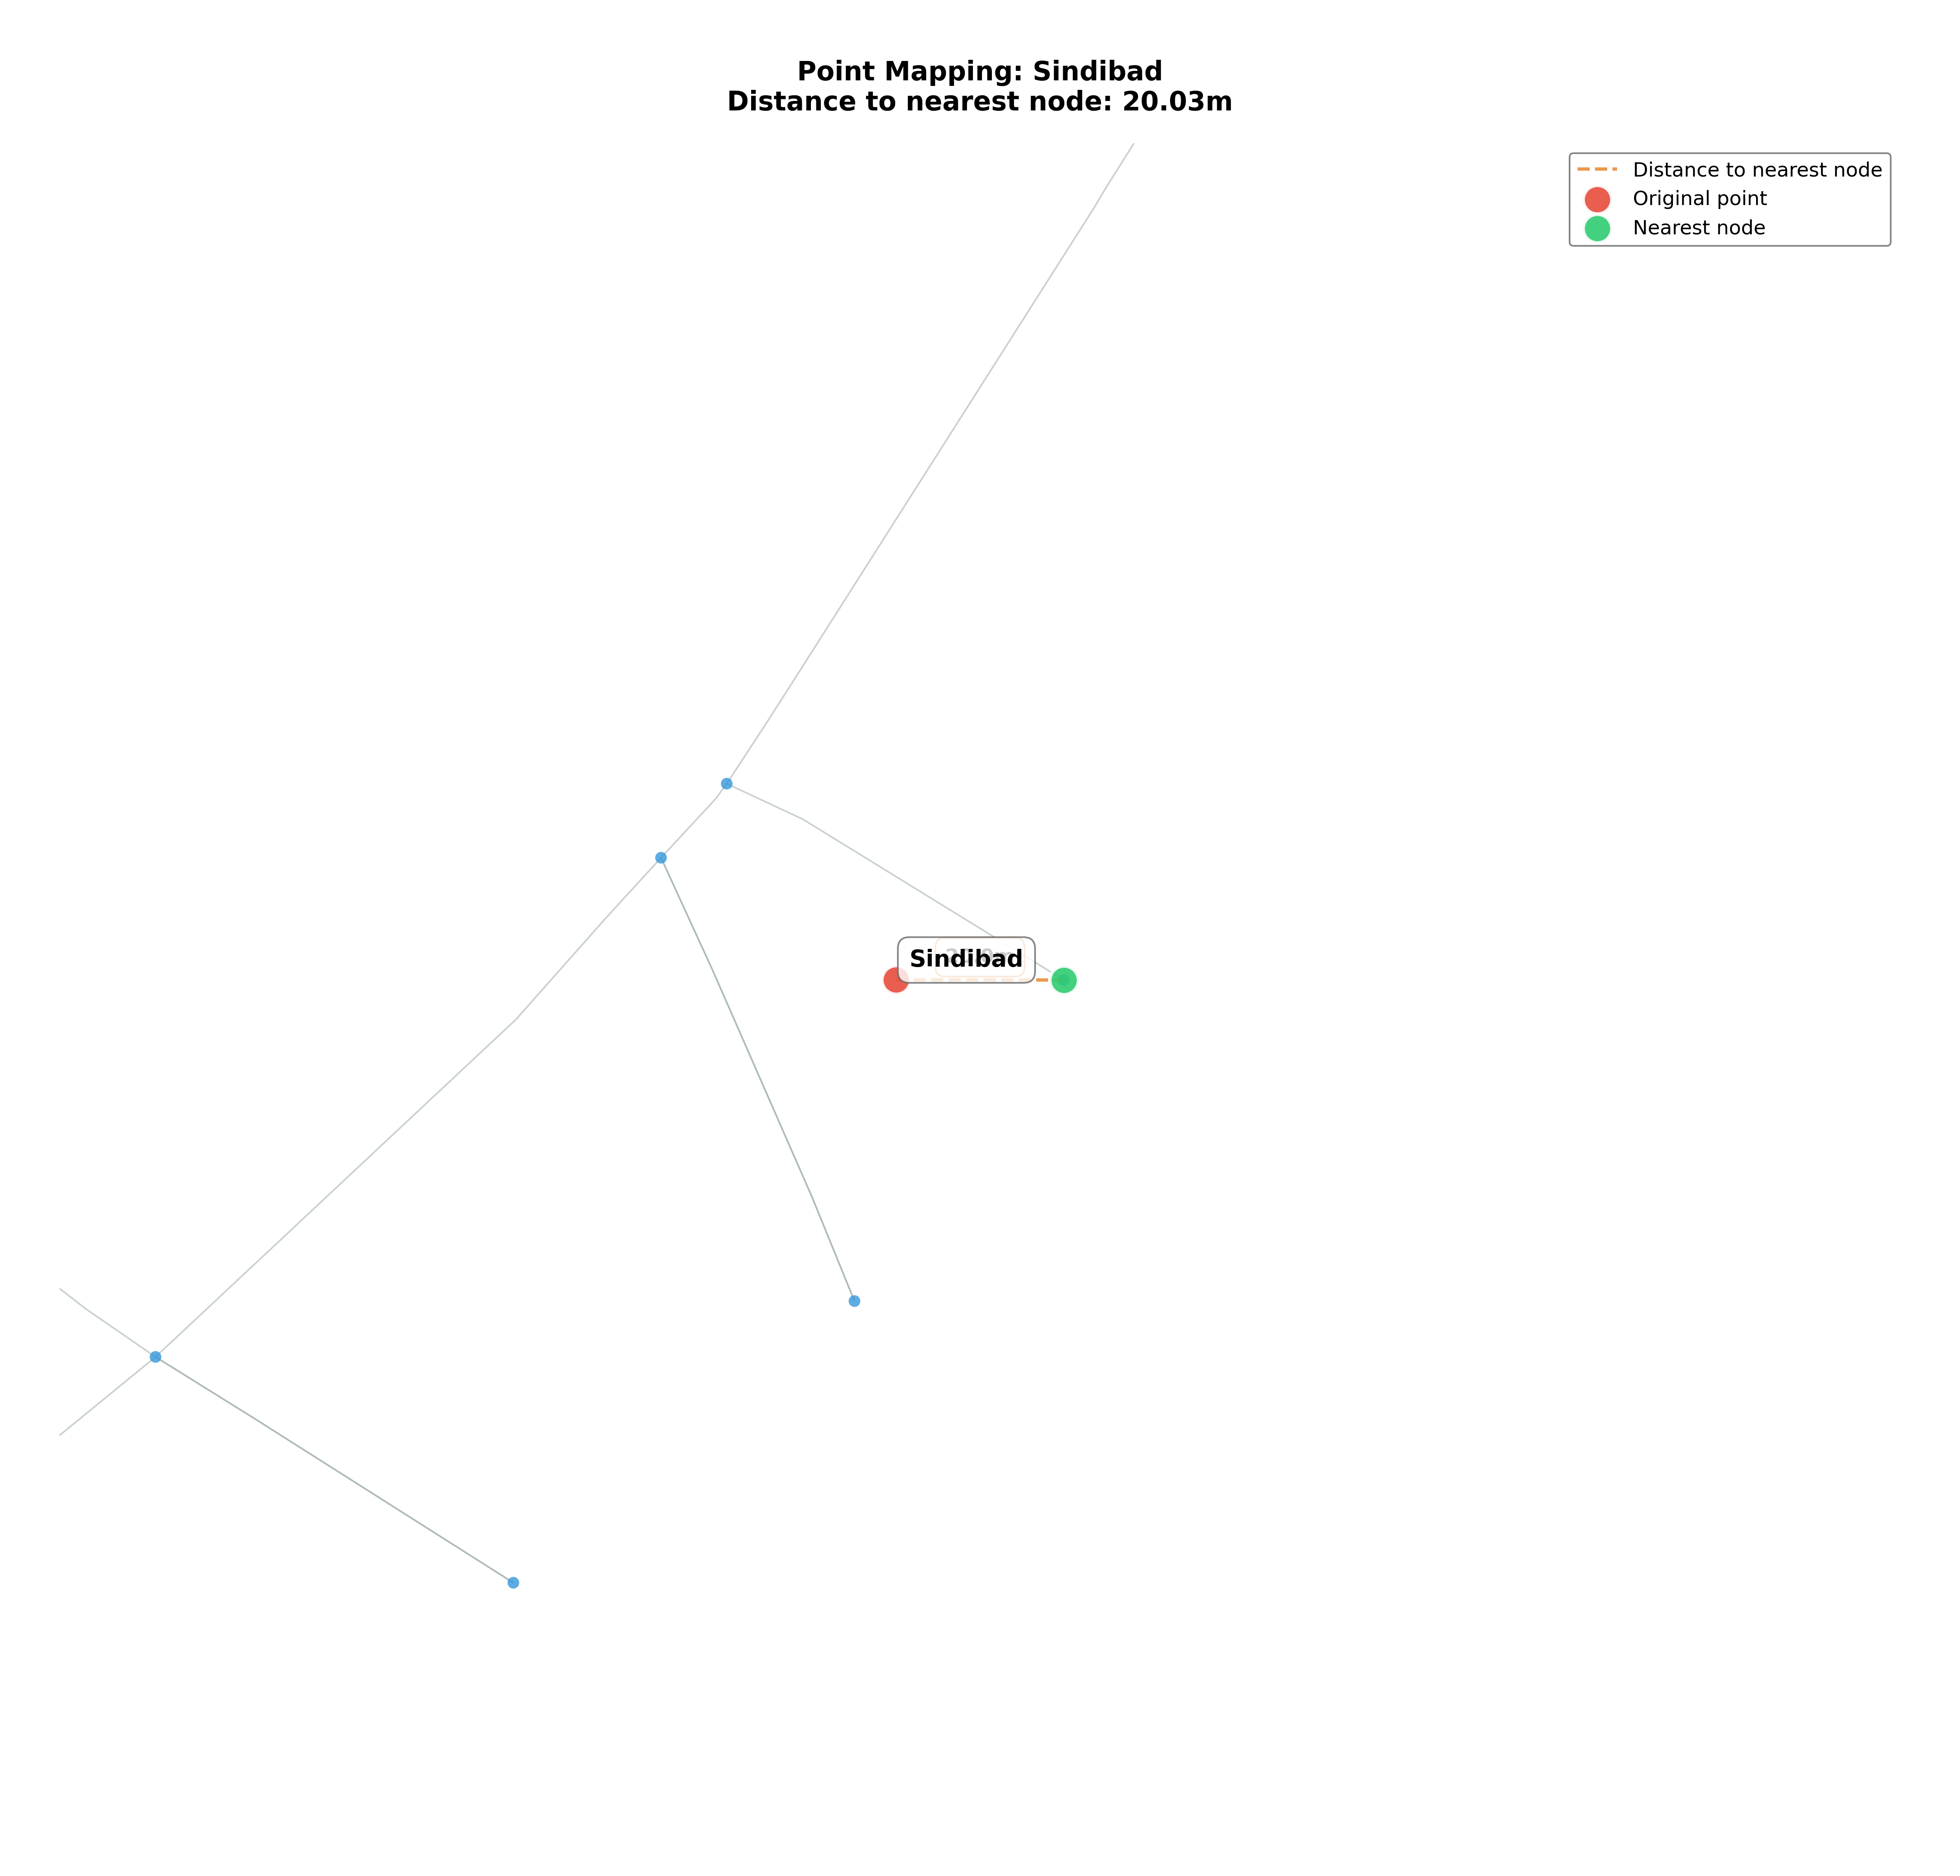 Point Mapping: Sindibad
Distance to nearest node: 20.03m
Distance to nearest node
Original point
Nearest node
Sindibad